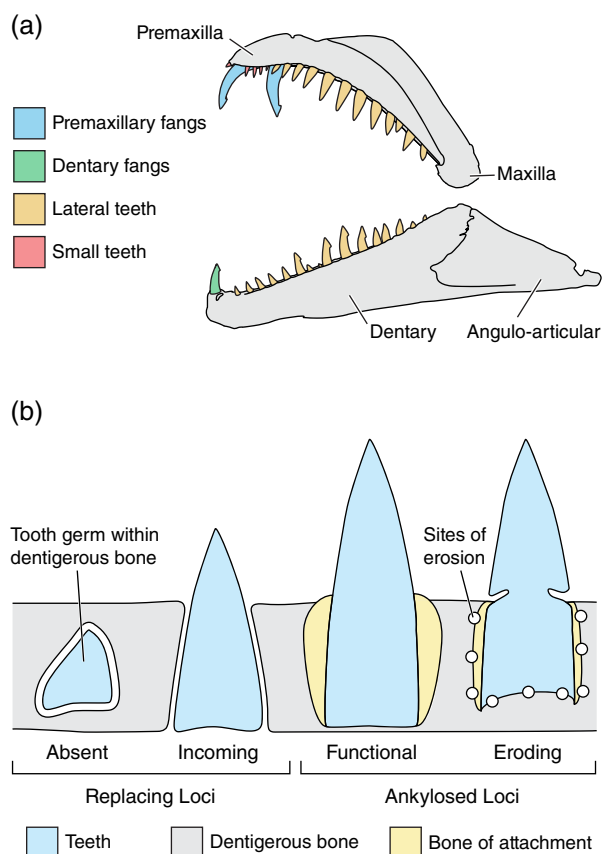 (a)
Premaxilla
Premaxillary fangs
Dentary fangs
Lateral teeth
Small teeth
Maxilla
Dentary
Angulo-articular
(b)
Tooth germ within
dentigerous bone
Sites of
erosion
Absent
Incoming
Functional
Eroding
Replacing Loci
Ankylosed Loci
Teeth
Dentigerous bone
Bone of attachment